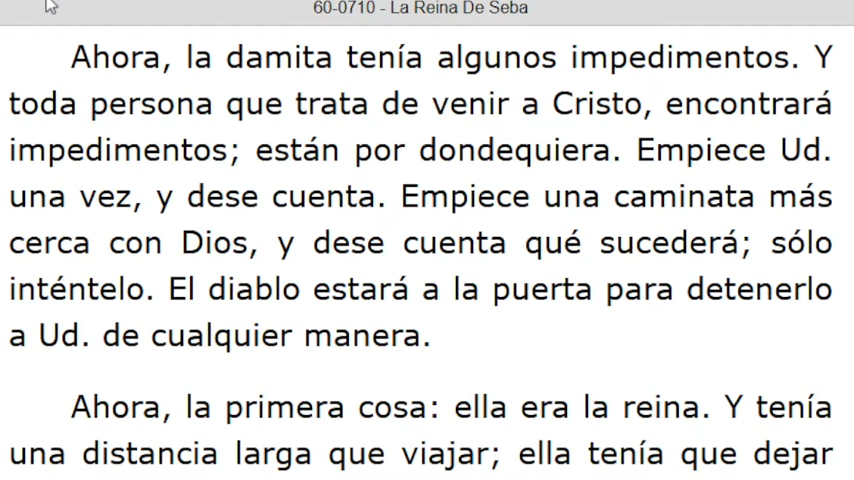 60-0710 - La Reina De Seba
Ahora, la damita tenía algunos impedimentos. Y
toda persona que trata de venir a Cristo, encontrará
impedimentos; están por dondequiera. Empiece Ud.
una vez, y dese cuenta. Empiece una caminata más
cerca con Dios, y dese cuenta qué sucederá; sólo
inténtelo. El diablo estará a la puerta para detenerlo
a Ud. de cualquier manera.
Ahora, la primera cosa: ella era la reina. Y tenía
una distancia larga que viajar; ella tenía que dejar